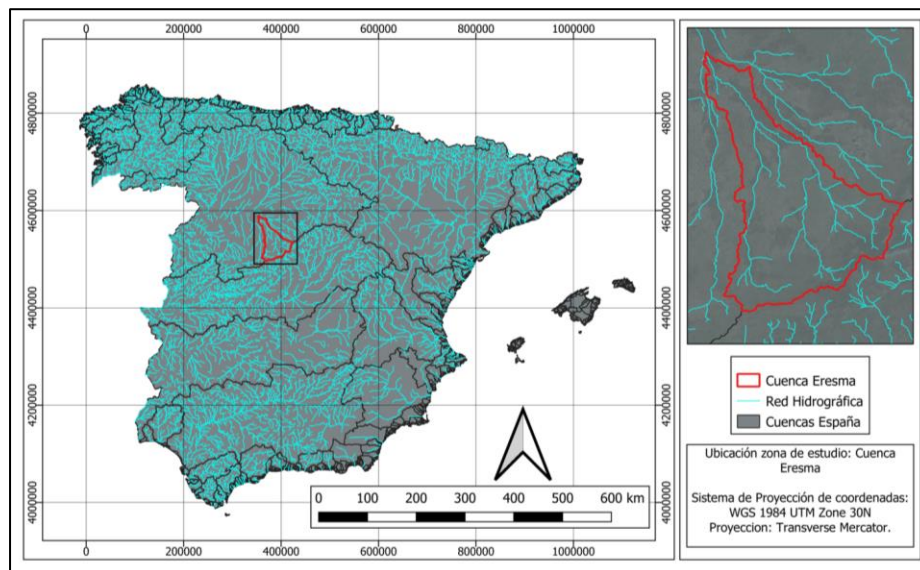 0 200000 400000 600000 800000 1000000
4800000
4600000
4400000
4200000
4000000
4800000
4600000
4400000
4200000
4000000
0 100 200 300 400 500 600 km
0 200000 400000 600000 800000 1000000
Cuenca Eresma
Red Hidrográfica
Cuencas España
Ubicación zona de estudio: Cuenca
Eresma
Sistema de Proyección de coordenadas:
WGS 1984 UTM Zone 30N
Proyeccion: Transverse Mercator.